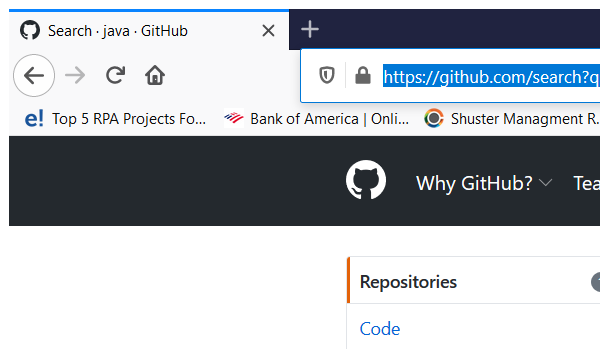 Search · java · GitHub
https://github.com/search?q
e! Top 5 RPA Projects Fo... Bank of America | Onli... Shuster Managment R.
Why GitHub? Tea
Repositories
Code